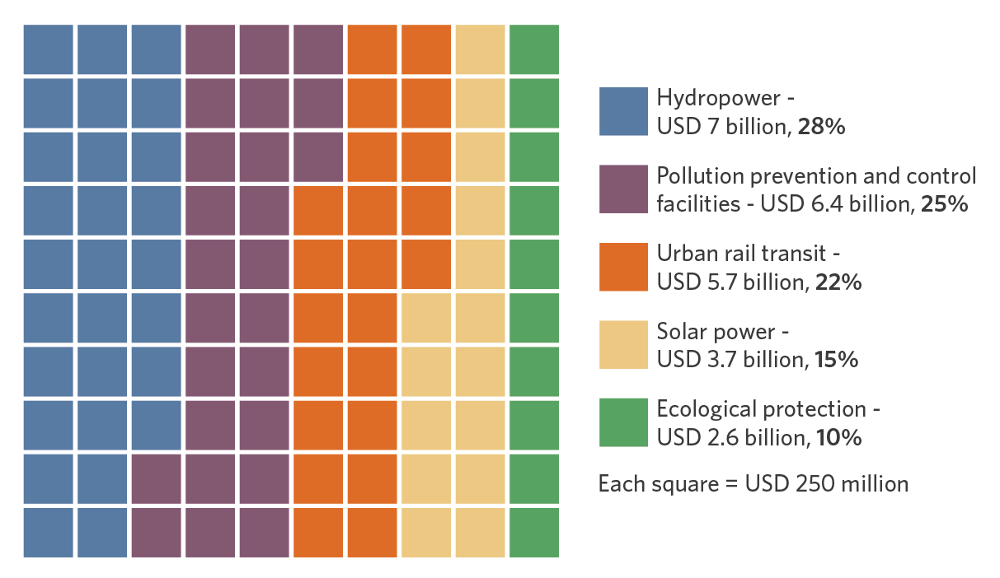 Hydropower -
USD 7 billion, 28%
Pollution prevention and control
facilities - USD 6.4 billion, 25%
Urban rail transit -
USD 5.7 billion, 22%
Solar power -
USD 3.7 billion, 15%
Ecological protection -
USD 2.6 billion, 10%
Each square = USD 250 million